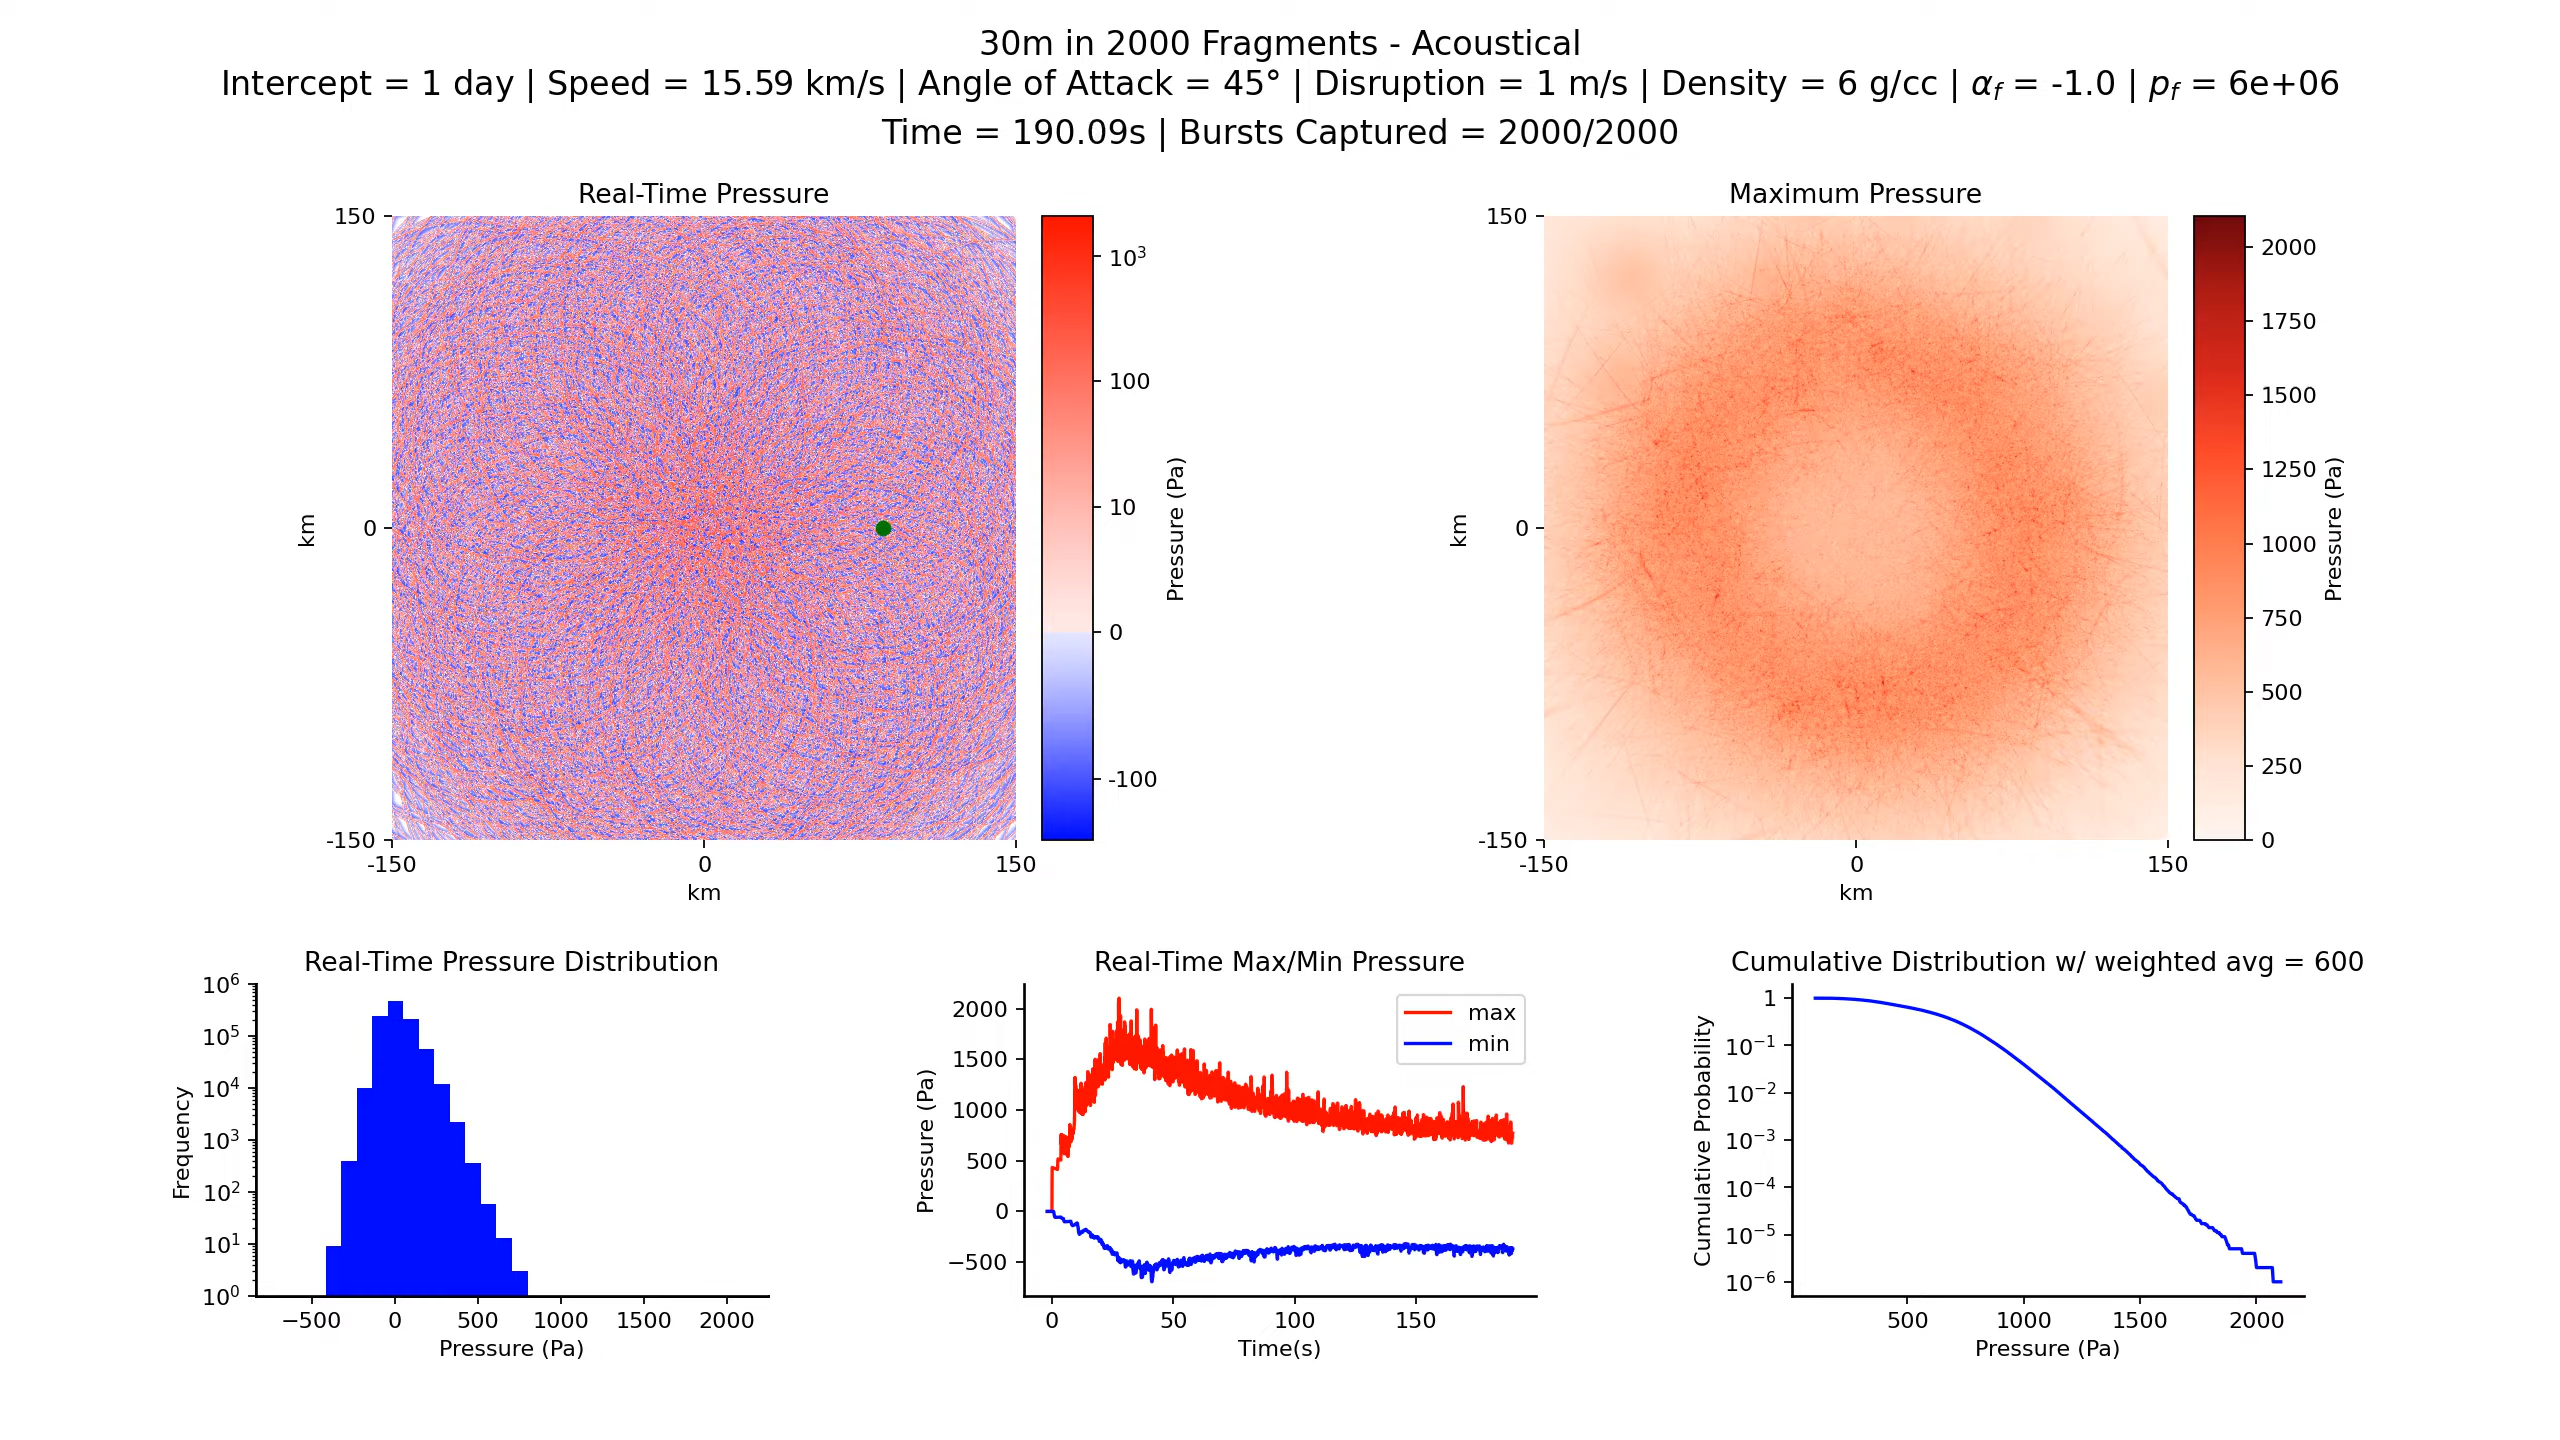 30m in 2000 Fragments - Acoustical
Intercept = 1 day | Speed = 15.59 km/s | Angle of Attack = 45° | Disruption = 1 m/s | Density = 6 g/cc | α_f = -1.0 | p_f = 6e+06
Time = 190.09s | Bursts Captured = 2000/2000
Real-Time Pressure
150
0
-150
km
-150 0 150
km
10³
100
10
0
-100
Pressure (Pa)
Maximum Pressure
150
0
-150
km
-150 0 150
km
2000
1750
1500
1250
1000
750
500
250
0
Pressure (Pa)
Real-Time Pressure Distribution
10⁶
10⁵
10⁴
10³
10²
10¹
10⁰
Frequency
−500 0 500 1000 1500 2000
Pressure (Pa)
Real-Time Max/Min Pressure
2000
1500
1000
500
0
−500
Pressure (Pa)
max
min
0 50 100 150
Time(s)
Cumulative Distribution w/ weighted avg = 600
1
10⁻¹
10⁻²
10⁻³
10⁻⁴
10⁻⁵
10⁻⁶
Cumulative Probability
500 1000 1500 2000
Pressure (Pa)